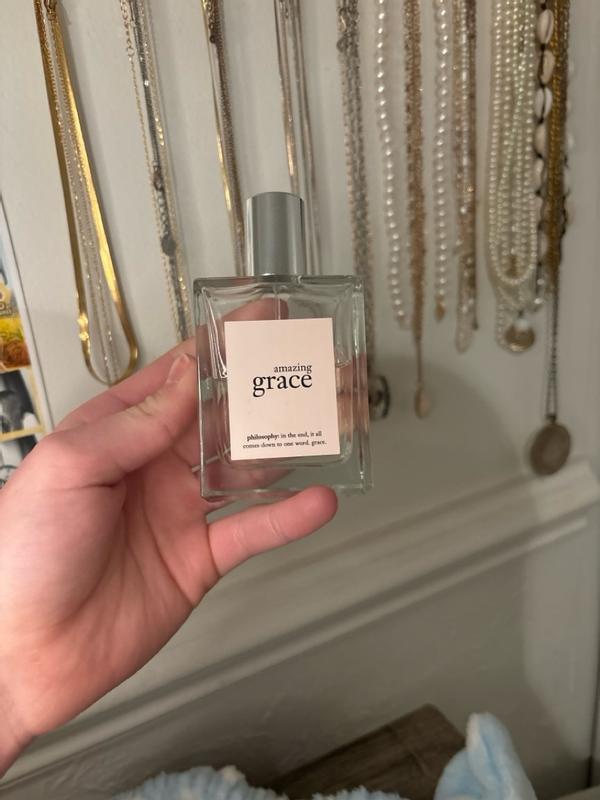 amazing
grace
philosophy: in the end, it all
comes down to one word. grace.